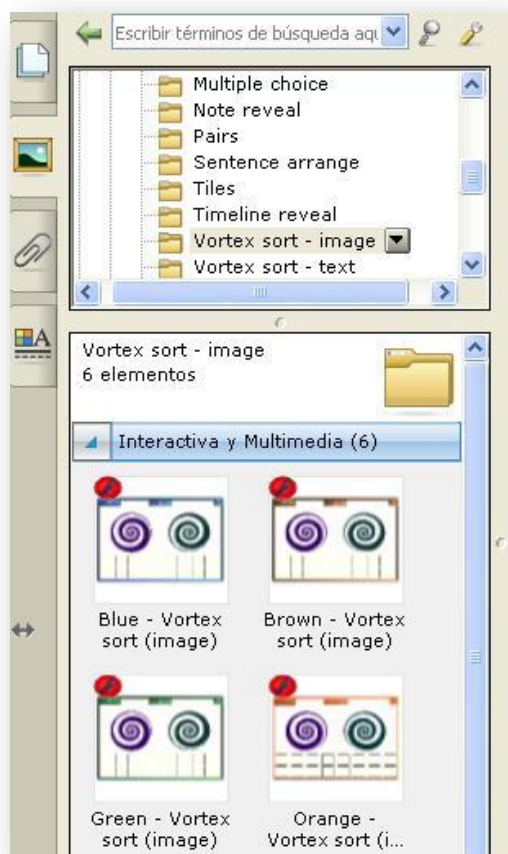 Escribir términos de búsqueda aqu
Multiple choice
Note reveal
Pairs
Sentence arrange
Tiles
Timeline reveal
Vortex sort - image
Vortex sort - text
A
Vortex sort - image
6 elementos
Interactiva y Multimedia (6)
Blue - Vortex
sort (image)
Brown - Vortex
sort (image)
Green - Vortex
sort (image)
Orange -
Vortex sort (i...